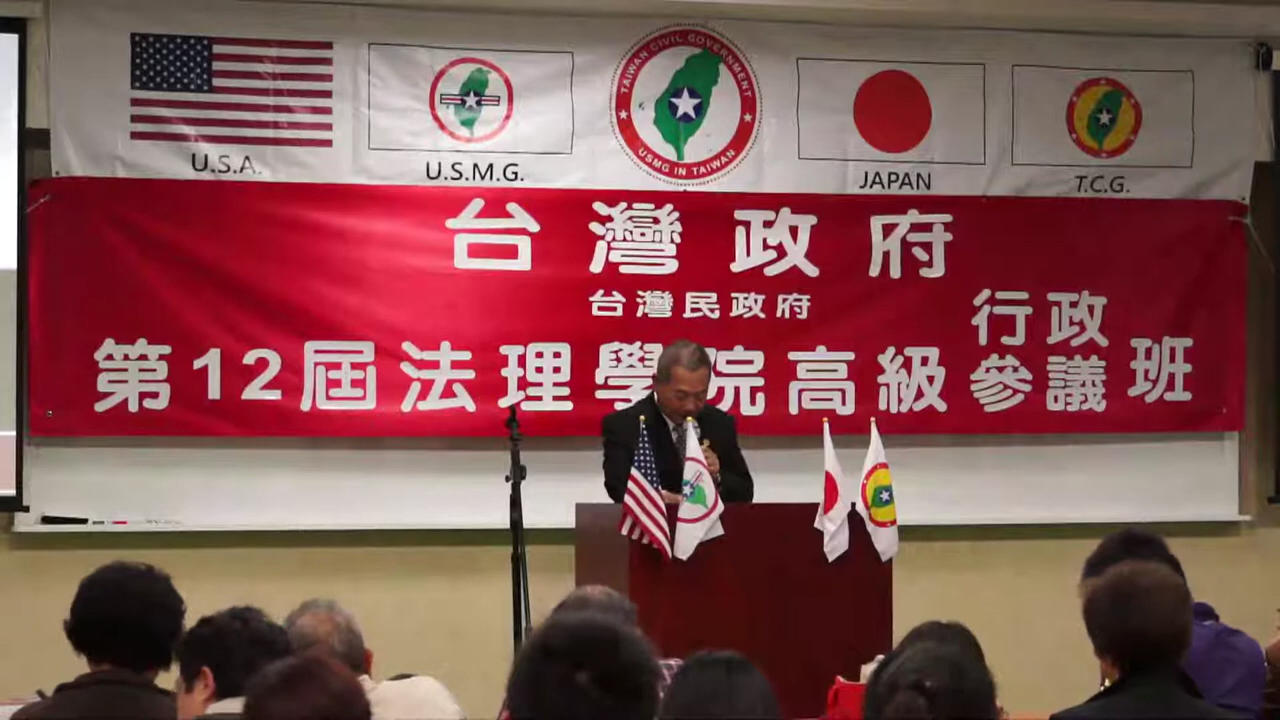 TAIWAN CIVIL GOVERNMENT
USMG IN TAIWAN
U.S.A.
U.S.M.G.
JAPAN
T.C.G.
台灣政府
台灣民政府
行政
第12屆法理學院高級參議班